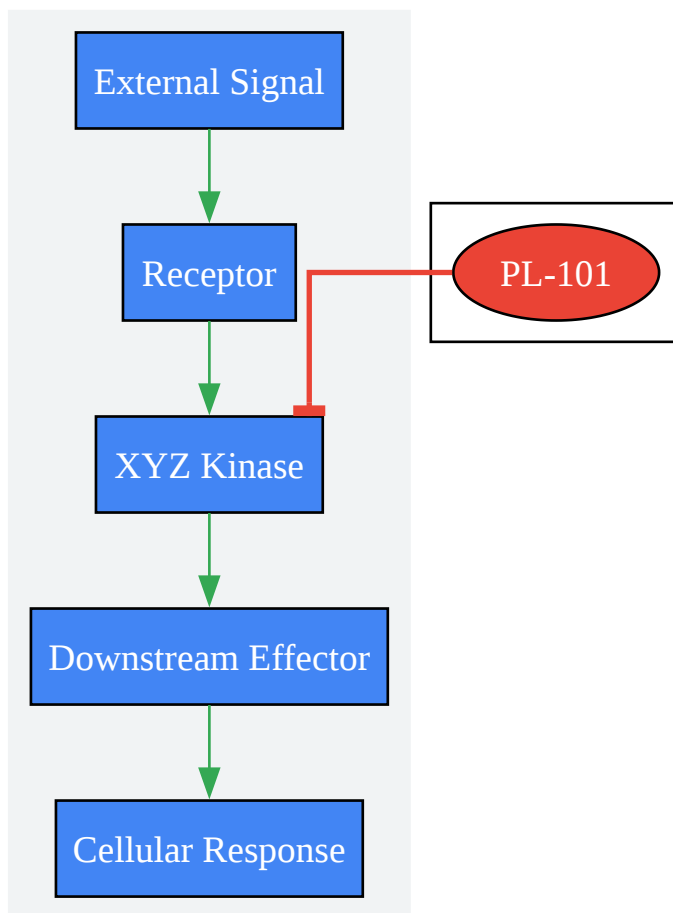 External Signal
Receptor
PL-101
XYZ Kinase
Downstream Effector
Cellular Response